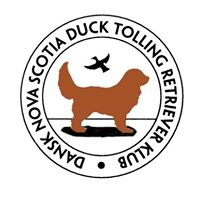 DANSK NOVA SCOTIA DUCK TOLLING RETRIEVER KLUB